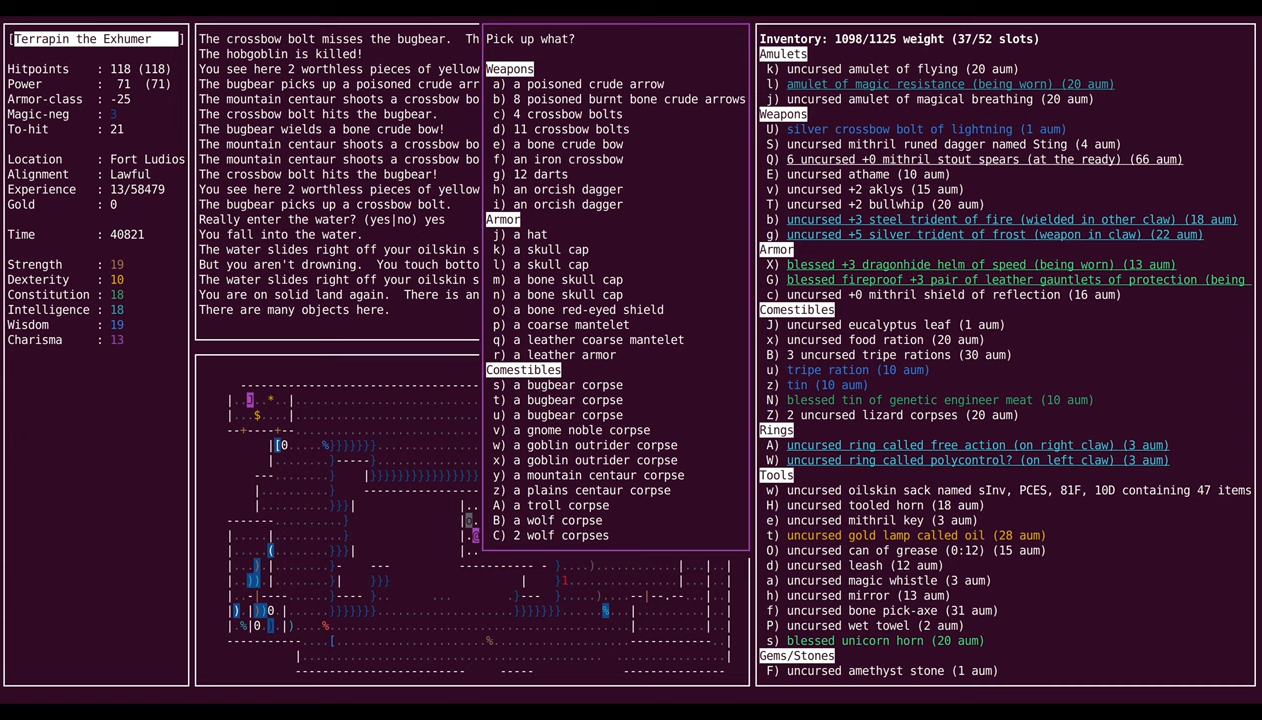 [Terrapin the Exhumer ]
Hitpoints : 118 (118)
Power : 71 (71)
Armor-class : -25
Magic-neg : 3
To-hit : 21
Location : Fort Ludios
Alignment : Lawful
Experience : 13/58479
Gold : 0
Time : 40821
Strength : 19
Dexterity : 10
Constitution : 18
Intelligence : 18
Wisdom : 19
Charisma : 13
The crossbow bolt misses the bugbear. Th
The hobgoblin is killed!
You see here 2 worthless pieces of yellow
The bugbear picks up a poisoned crude arr
The mountain centaur shoots a crossbow bo
The crossbow bolt hits the bugbear.
The mountain centaur shoots a crossbow bo
The bugbear wields a bone crude bow!
The mountain centaur shoots a crossbow bo
The mountain centaur shoots a crossbow bo
The crossbow bolt hits the bugbear!
You see here 2 worthless pieces of yellow
The bugbear picks up a crossbow bolt.
Really enter the water? (yes|no) yes
You fall into the water.
The water slides right off your oilskin s
But you aren't drowning. You touch botto
The water slides right off your oilskin s
You are on solid land again. There is an
There are many objects here.
Pick up what?
Weapons
a) a poisoned crude arrow
b) 8 poisoned burnt bone crude arrows
c) 4 crossbow bolts
d) 11 crossbow bolts
e) a bone crude bow
f) an iron crossbow
g) 12 darts
h) an orcish dagger
i) an orcish dagger
Armor
j) a hat
k) a skull cap
l) a skull cap
m) a bone skull cap
n) a bone skull cap
o) a bone red-eyed shield
p) a coarse mantelet
q) a leather coarse mantelet
r) a leather armor
Comestibles
s) a bugbear corpse
t) a bugbear corpse
u) a bugbear corpse
v) a gnome noble corpse
w) a goblin outrider corpse
x) a goblin outrider corpse
y) a mountain centaur corpse
z) a plains centaur corpse
A) a troll corpse
B) a wolf corpse
C) 2 wolf corpses
Inventory: 1098/1125 weight (37/52 slots)
Amulets
k) uncursed amulet of flying (20 aum)
l) amulet of magic resistance (being worn) (20 aum)
j) uncursed amulet of magical breathing (20 aum)
Weapons
U) silver crossbow bolt of lightning (1 aum)
S) uncursed mithril runed dagger named Sting (4 aum)
Q) 6 uncursed +0 mithril stout spears (at the ready) (66 aum)
E) uncursed athame (10 aum)
v) uncursed +2 aklys (15 aum)
T) uncursed +2 bullwhip (20 aum)
b) uncursed +3 steel trident of fire (wielded in other claw) (18 aum)
g) uncursed +5 silver trident of frost (weapon in claw) (22 aum)
Armor
X) blessed +3 dragonhide helm of speed (being worn) (13 aum)
G) blessed fireproof +3 pair of leather gauntlets of protection (being
c) uncursed +0 mithril shield of reflection (16 aum)
Comestibles
J) uncursed eucalyptus leaf (1 aum)
x) uncursed food ration (20 aum)
B) 3 uncursed tripe rations (30 aum)
u) tripe ration (10 aum)
z) tin (10 aum)
N) blessed tin of genetic engineer meat (10 aum)
Z) 2 uncursed lizard corpses (20 aum)
Rings
A) uncursed ring called free action (on right claw) (3 aum)
W) uncursed ring called polycontrol? (on left claw) (3 aum)
Tools
w) uncursed oilskin sack named sInv, PCES, 81F, 10D containing 47 items
H) uncursed tooled horn (18 aum)
e) uncursed mithril key (3 aum)
t) uncursed gold lamp called oil (28 aum)
O) uncursed can of grease (0:12) (15 aum)
d) uncursed leash (12 aum)
a) uncursed magic whistle (3 aum)
h) uncursed mirror (13 aum)
f) uncursed bone pick-axe (31 aum)
P) uncursed wet towel (2 aum)
s) blessed unicorn horn (20 aum)
Gems/Stones
F) uncursed amethyst stone (1 aum)